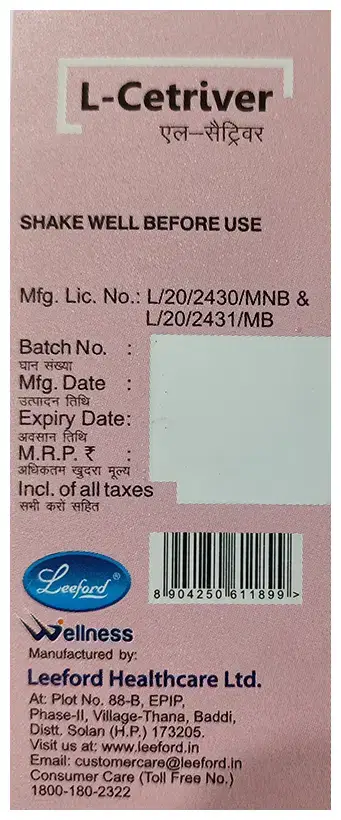 L-Cetriver
एल-सैट्रिवर
SHAKE WELL BEFORE USE
Mfg. Lic. No.: L/20/2430/MNB &
L/20/2431/MB
Batch No. :
घान संख्या
Mfg. Date :
उत्पादन तिथि
Expiry Date:
अवसान तिथि
M.R.P. ₹ :
अधिकतम खुदरा मूल्य
Incl. of all taxes
सभी करों सहित
8 904250 611899 >
Leeford®
Wellness
Manufactured by:
Leeford Healthcare Ltd.
At: Plot No. 88-B, EPIP,
Phase-II, Village-Thana, Baddi,
Distt. Solan (H.P.) 173205.
Visit us at: www.leeford.in
Email: customercare@leeford.in
Consumer Care (Toll Free No.)
1800-180-2322